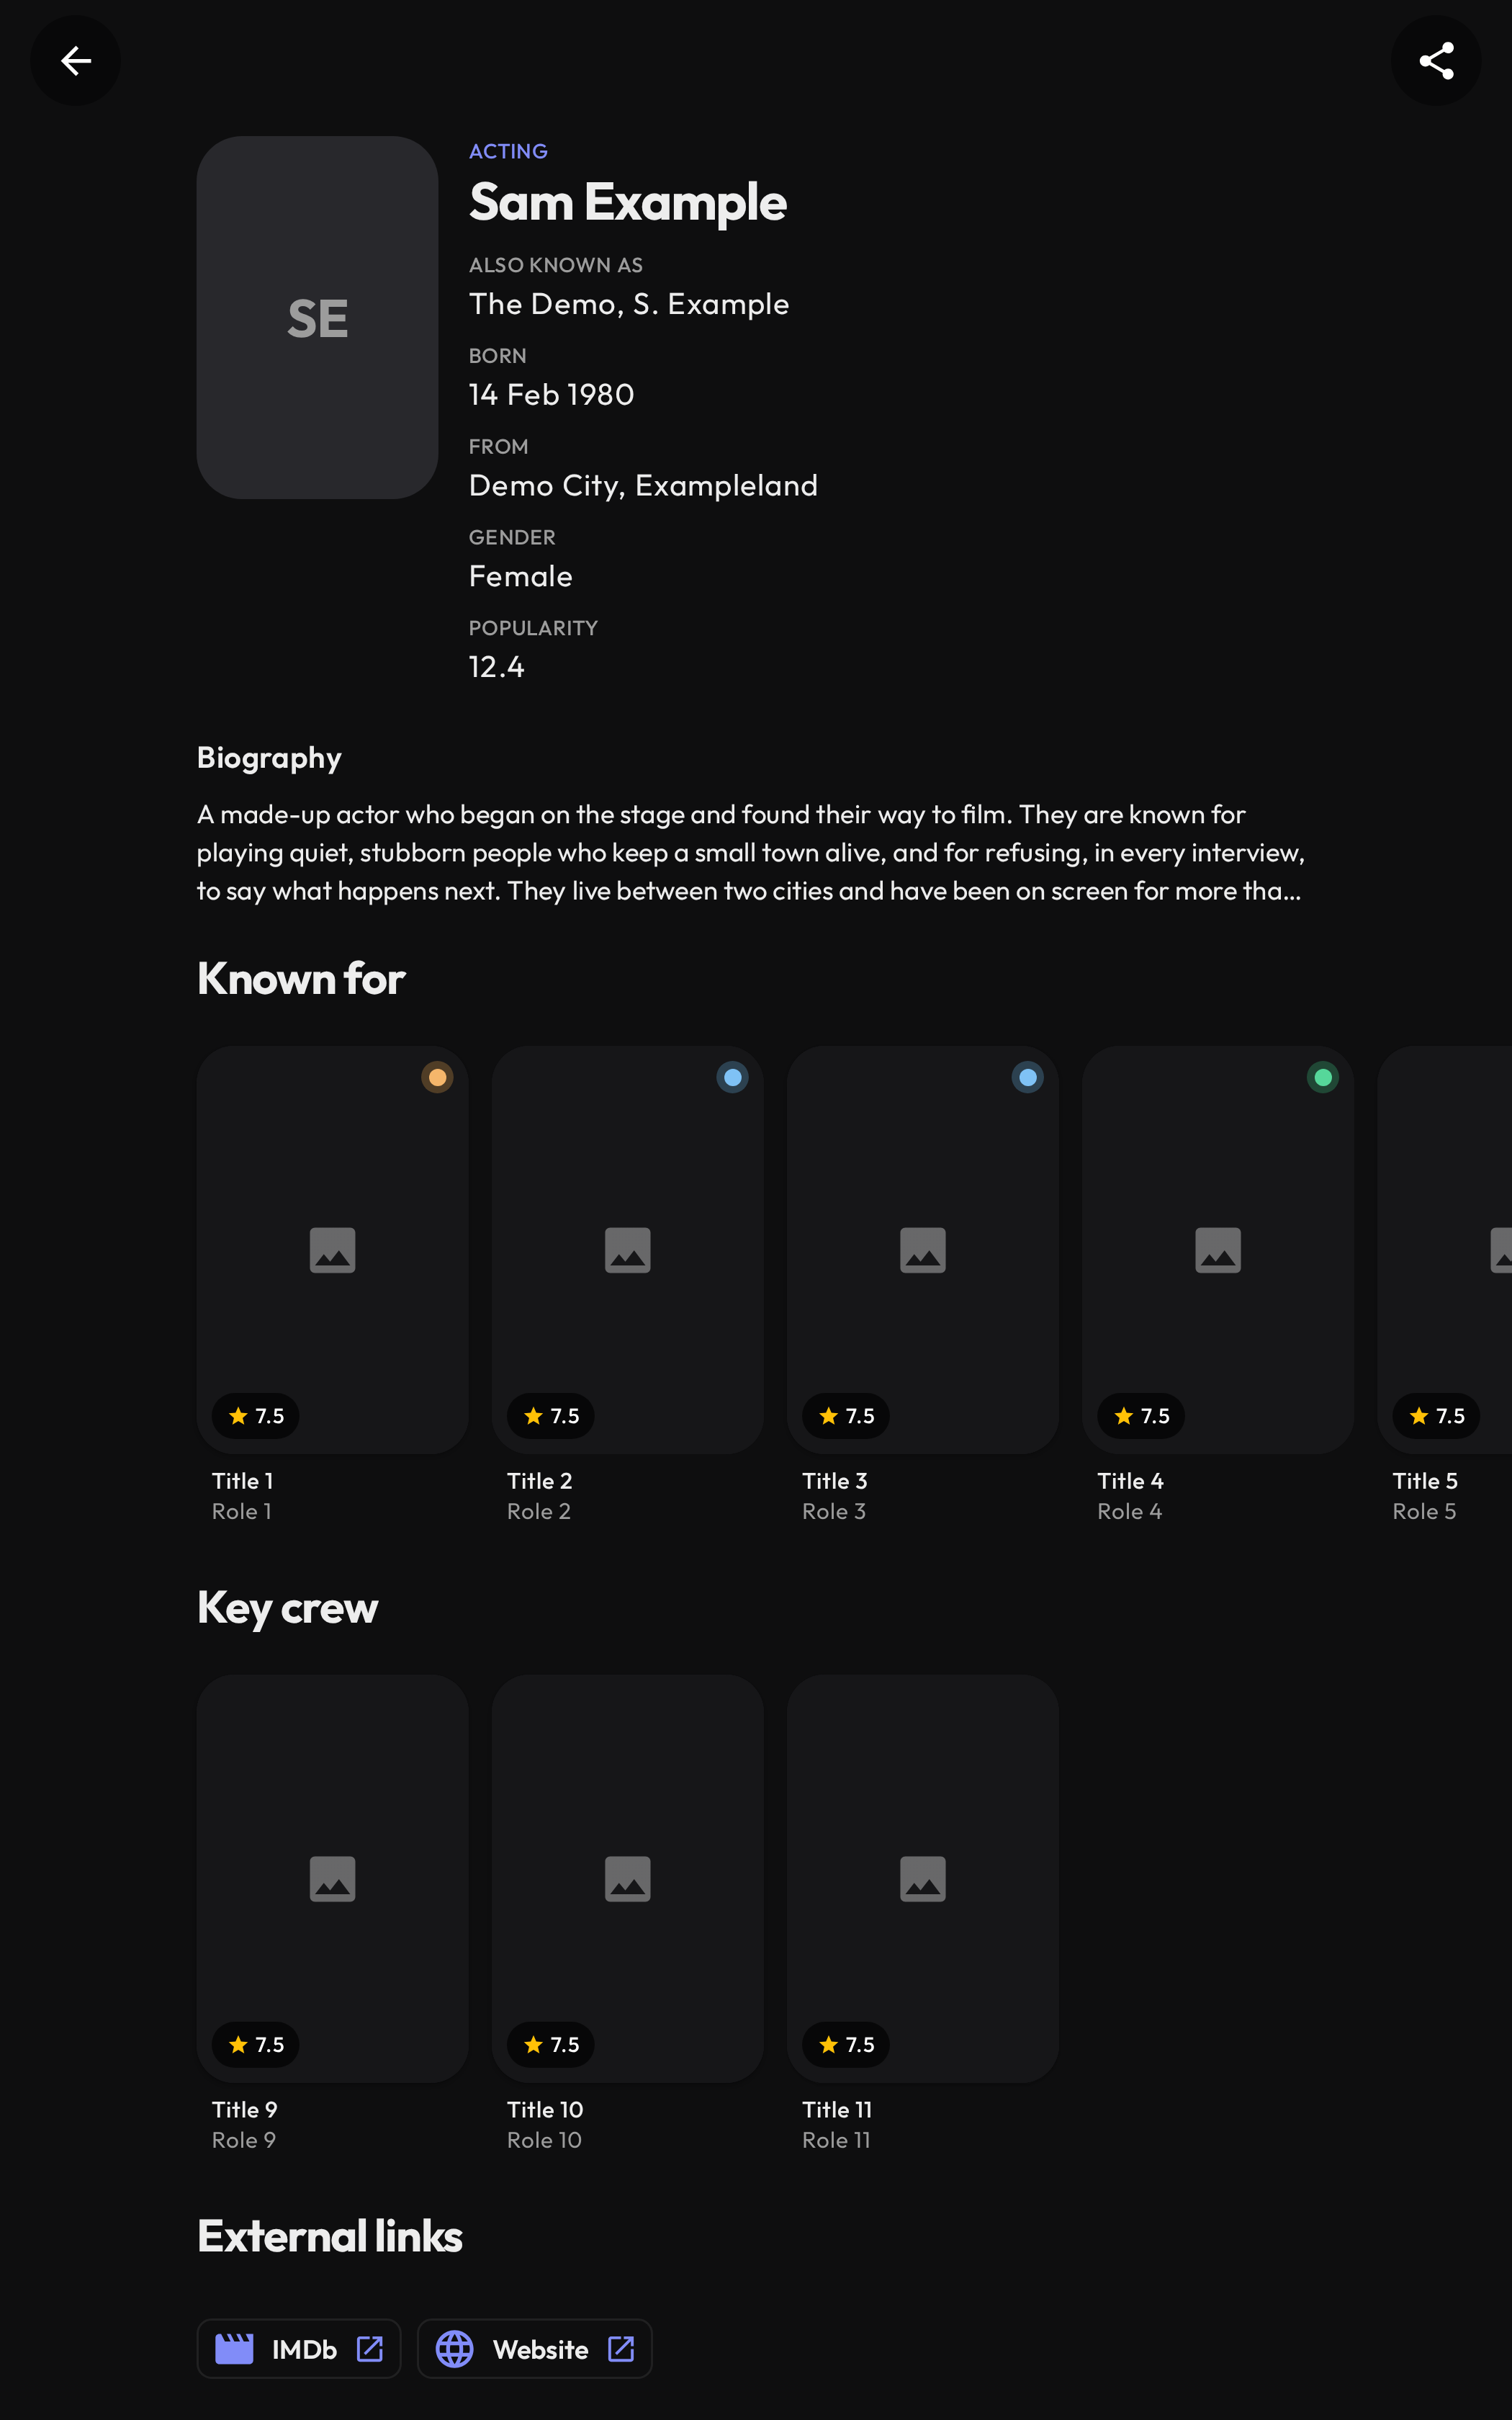 ACTING
Sam Example
SE
ALSO KNOWN AS
The Demo, S. Example
BORN
14 Feb 1980
FROM
Demo City, Exampleland
GENDER
Female
POPULARITY
12.4
Biography
A made-up actor who began on the stage and found their way to film. They are known for
playing quiet, stubborn people who keep a small town alive, and for refusing, in every interview,
to say what happens next. They live between two cities and have been on screen for more tha…
Known for
7.5 7.5 7.5 7.5 7.5
Title 1 Title 2 Title 3 Title 4 Title 5
Role 1 Role 2 Role 3 Role 4 Role 5
Key crew
7.5 7.5 7.5
Title 9 Title 10 Title 11
Role 9 Role 10 Role 11
External links
IMDb Website